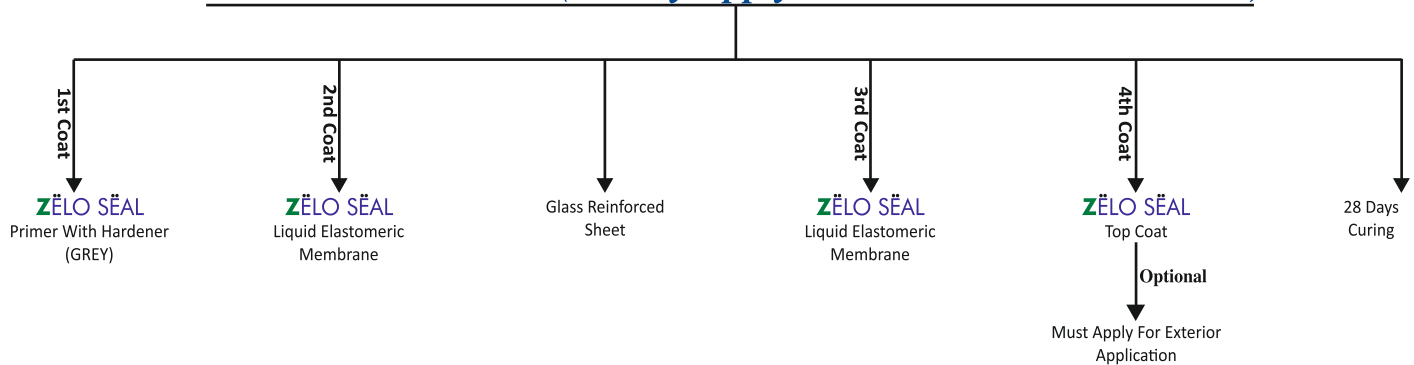 1st Coat
ZËLO SËAL
Primer With Hardener
(GREY)
2nd Coat
ZËLO SËAL
Liquid Elastomeric
Membrane
Glass Reinforced
Sheet
3rd Coat
ZËLO SËAL
Liquid Elastomeric
Membrane
4th Coat
ZËLO SËAL
Top Coat
Optional
Must Apply For Exterior
Application
28 Days
Curing